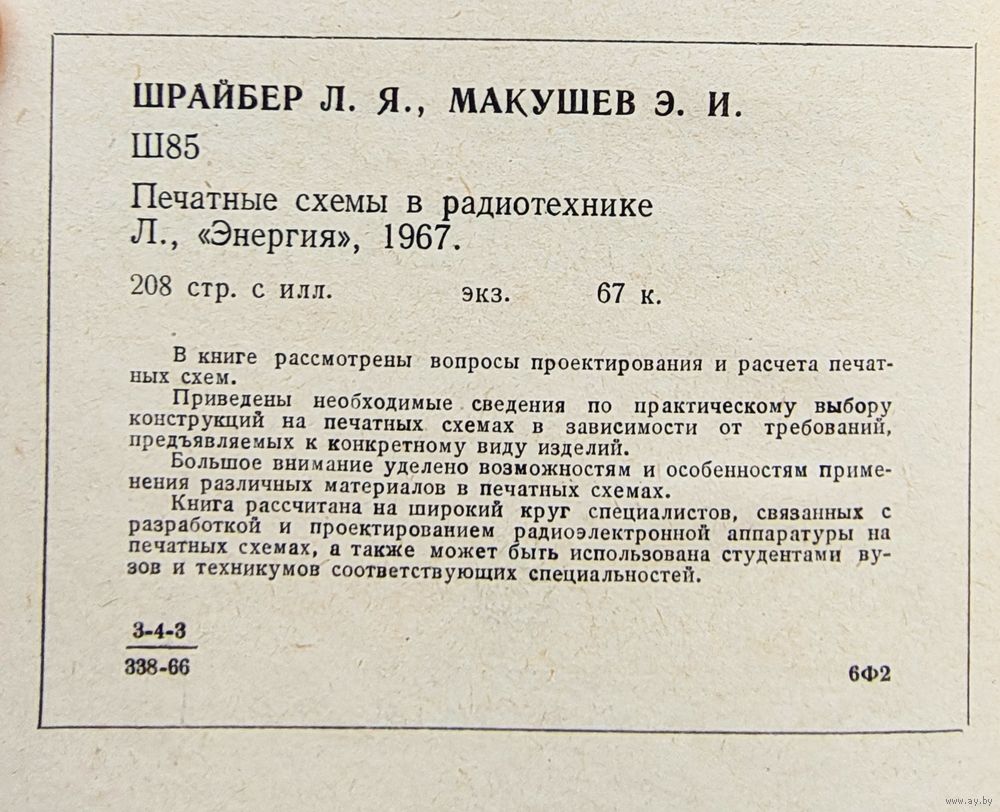 ШРАЙБЕР Л. Я., МАКУШЕВ Э. И.
Ш85
Печатные схемы в радиотехнике
Л., «Энергия», 1967.
208 стр. с илл. экз. 67 к.
В книге рассмотрены вопросы проектирования и расчета печат-
ных схем.
Приведены необходимые сведения по практическому выбору
конструкций на печатных схемах в зависимости от требований,
предъявляемых к конкретному виду изделий.
Большое внимание уделено возможностям и особенностям приме-
нения различных материалов в печатных схемах.
Книга рассчитана на широкий круг специалистов, связанных с
разработкой и проектированием радиоэлектронной аппаратуры на
печатных схемах, а также может быть использована студентами ву-
зов и техникумов соответствующих специальностей.
3-4-3
338-66
6Ф2
www.ay.by